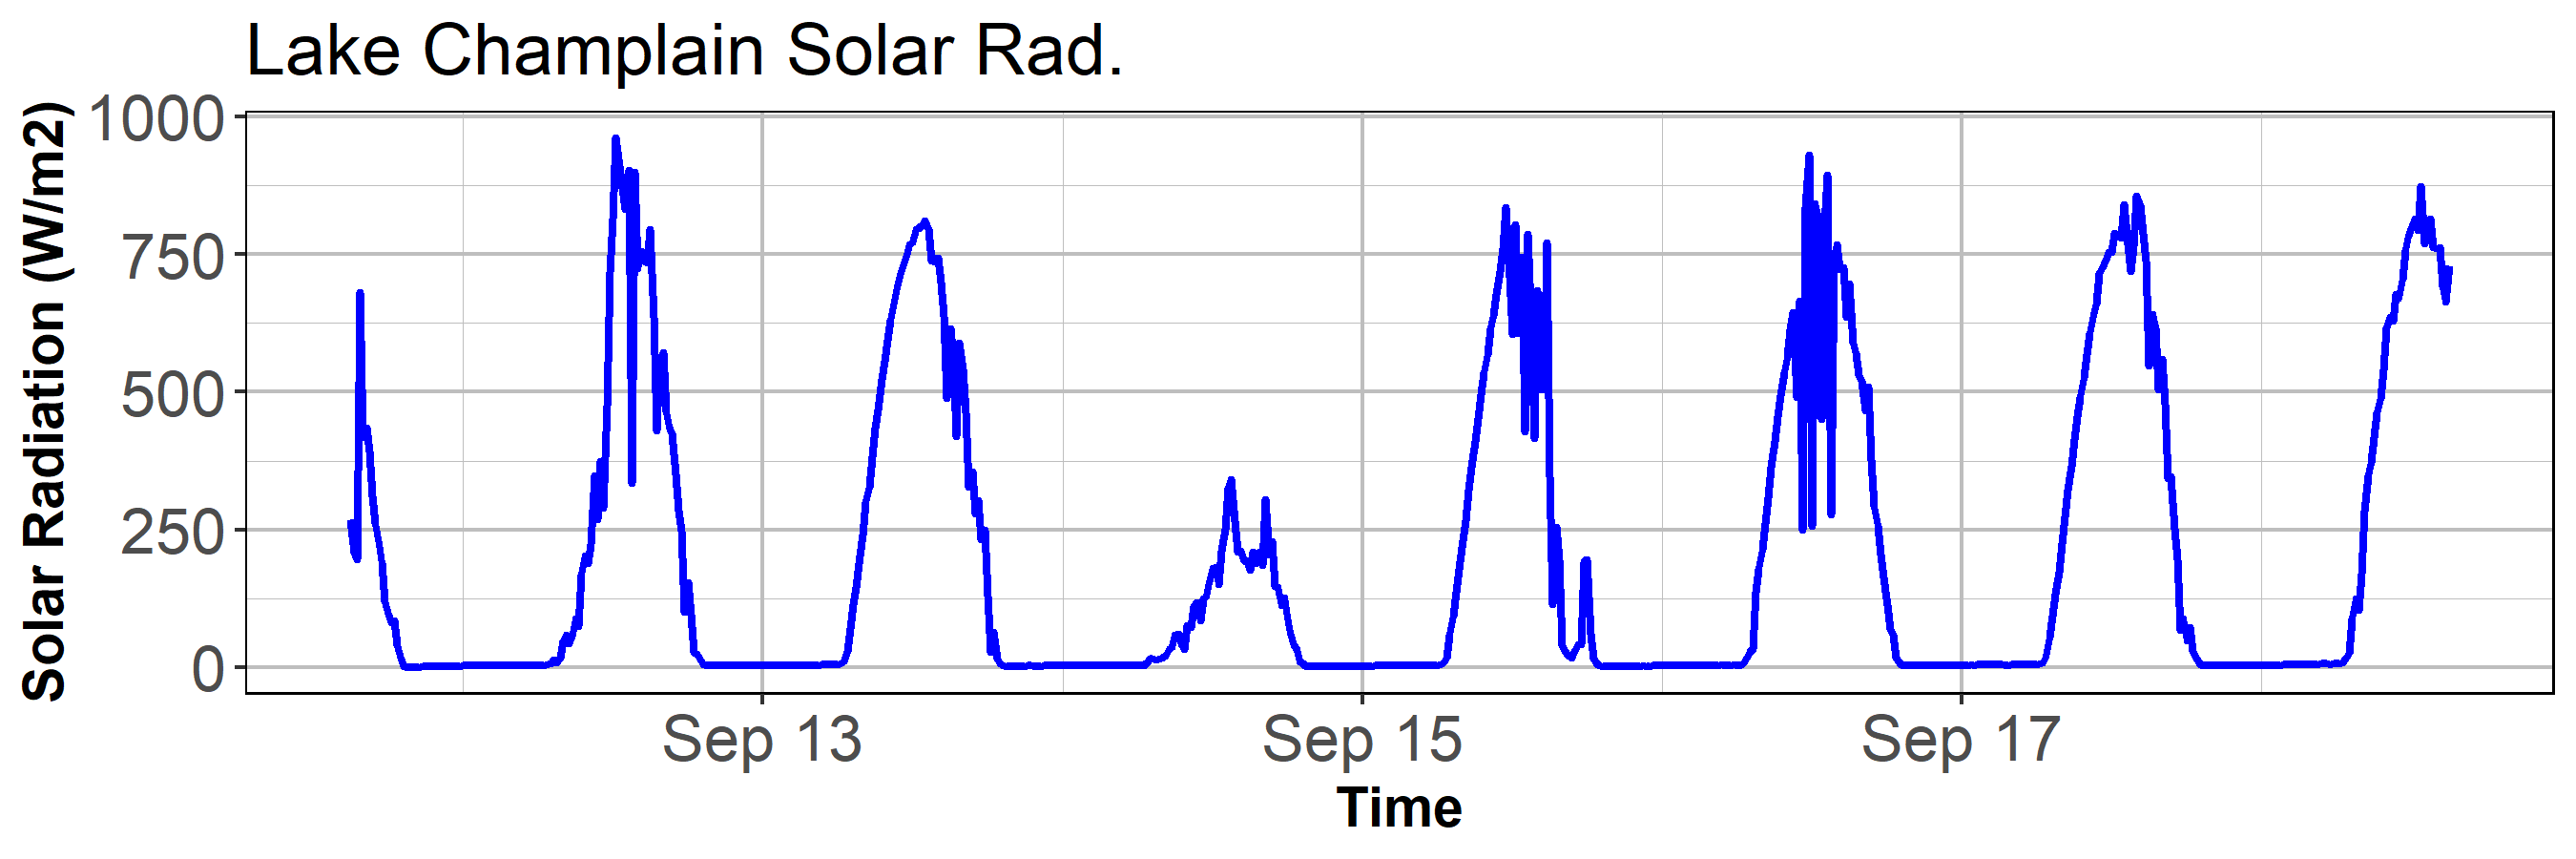 Lake Champlain Solar Rad.
Solar Radiation (W/m2)
1000
750
500
250
0
Sep 13
Sep 15
Sep 17
Time